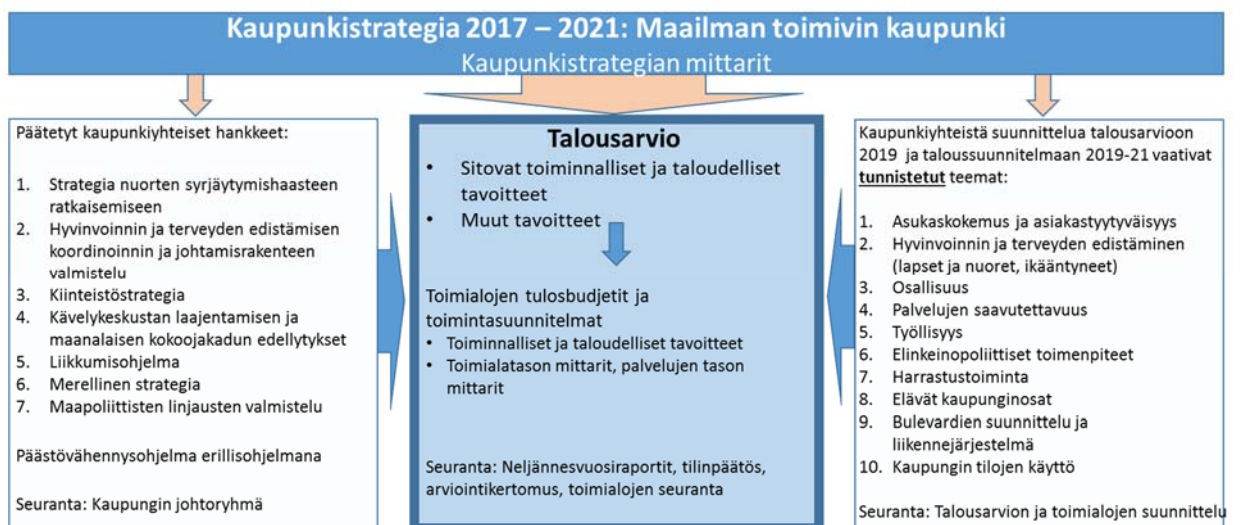 Kaupunkistrategia 2017 – 2021: Maailman toimivin kaupunki
Kaupunkistrategian mittarit
Päätetyt kaupunkiyhteiset hankkeet:
1. Strategia nuorten syrjäytymishaasteen
ratkaisemiseen
2. Hyvinvoinnin ja terveyden edistämisen
koordinoinnin ja johtamisrakenteen
valmistelu
3. Kiinteistöstrategia
4. Kävelykeskustan laajentamisen ja
maanalaisen kokoojakadun edellytykset
5. Liikkumisohjelma
6. Merellinen strategia
7. Maapoliittisten linjausten valmistelu
Päästövähennysohjelma erillisohjelmana
Seuranta: Kaupungin johtoryhmä
Talousarvio
• Sitovat toiminnalliset ja taloudelliset
tavoitteet
• Muut tavoitteet
Toimialojen tulosbudjetit ja
toimintasuunnitelmat
• Toiminnalliset ja taloudelliset tavoitteet
• Toimialatason mittarit, palvelujen tason
mittarit
Seuranta: Neljännesvuosiraportit, tilinpäätös,
arviointikertomus, toimialojen seuranta
Kaupunkiyhteistä suunnittelua talousarvioon
2019 ja taloussuunnitelmaan 2019-21 vaativat
tunnistetut teemat:
1. Asukaskokemus ja asiakastyytyväisyys
2. Hyvinvoinnin ja terveyden edistäminen
(lapset ja nuoret, ikääntyneet)
3. Osallisuus
4. Palvelujen saavutettavuus
5. Työllisyys
6. Elinkeinopoliittiset toimenpiteet
7. Harrastustoiminta
8. Elävät kaupunginosat
9. Bulevardien suunnittelu ja
liikennejärjestelmä
10. Kaupungin tilojen käyttö
Seuranta: Talousarvion ja toimialojen suunnittelu